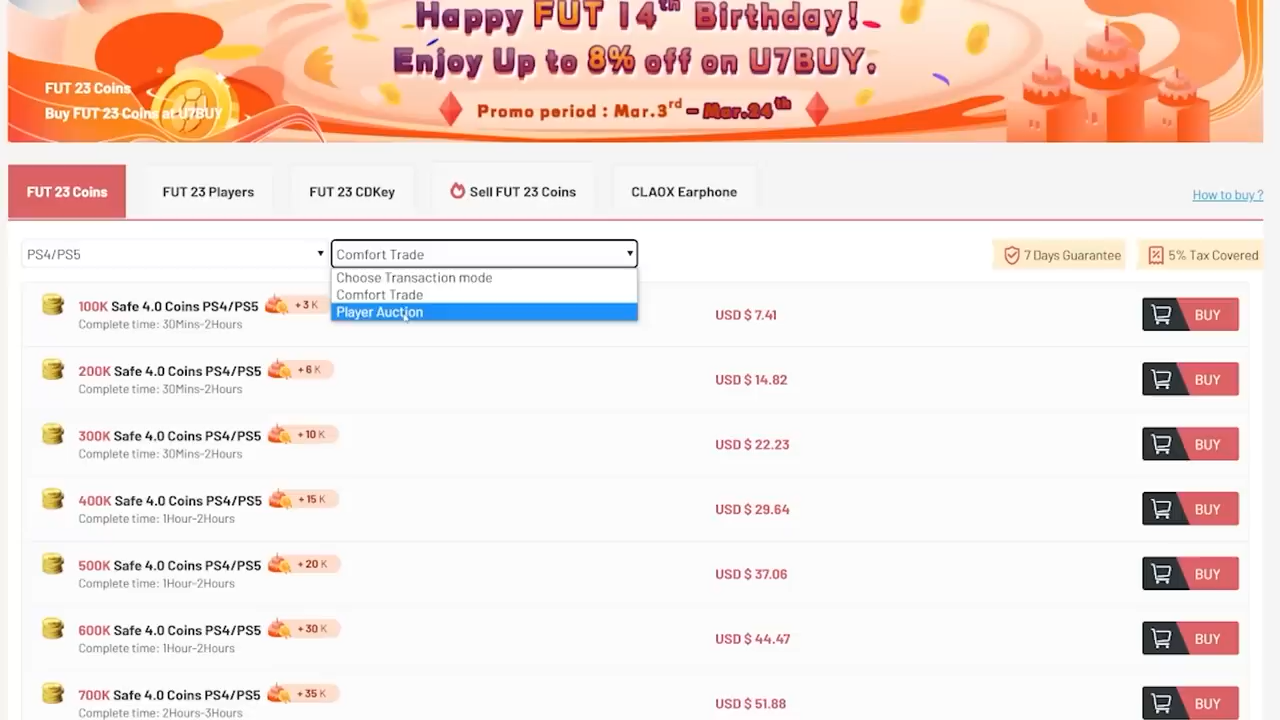 Happy FUT 14th Birthday!
Enjoy Up to 8% off on U7BUY.
Promo period : Mar.3rd - Mar.24th
FUT 23 Coins
Buy FUT 23 Coins at U7BUY
FUT 23 Coins
FUT 23 Players
FUT 23 CDKey
Sell FUT 23 Coins
CLAOX Earphone
How to buy ?
PS4/PS5
Comfort Trade
7 Days Guarantee
5% Tax Covered
Choose Transaction mode
Comfort Trade
Player Auction
100K Safe 4.0 Coins PS4/PS5 +3 K
Complete time: 30Mins-2Hours
USD $ 7.41
BUY
200K Safe 4.0 Coins PS4/PS5 +6 K
Complete time: 30Mins-2Hours
USD $ 14.82
BUY
300K Safe 4.0 Coins PS4/PS5 +10 K
Complete time: 30Mins-2Hours
USD $ 22.23
BUY
400K Safe 4.0 Coins PS4/PS5 +15 K
Complete time: 1Hour-2Hours
USD $ 29.64
BUY
500K Safe 4.0 Coins PS4/PS5 +20 K
Complete time: 1Hour-2Hours
USD $ 37.06
BUY
600K Safe 4.0 Coins PS4/PS5 +30 K
Complete time: 1Hour-2Hours
USD $ 44.47
BUY
700K Safe 4.0 Coins PS4/PS5 +35 K
Complete time: 2Hours-3Hours
USD $ 51.88
BUY